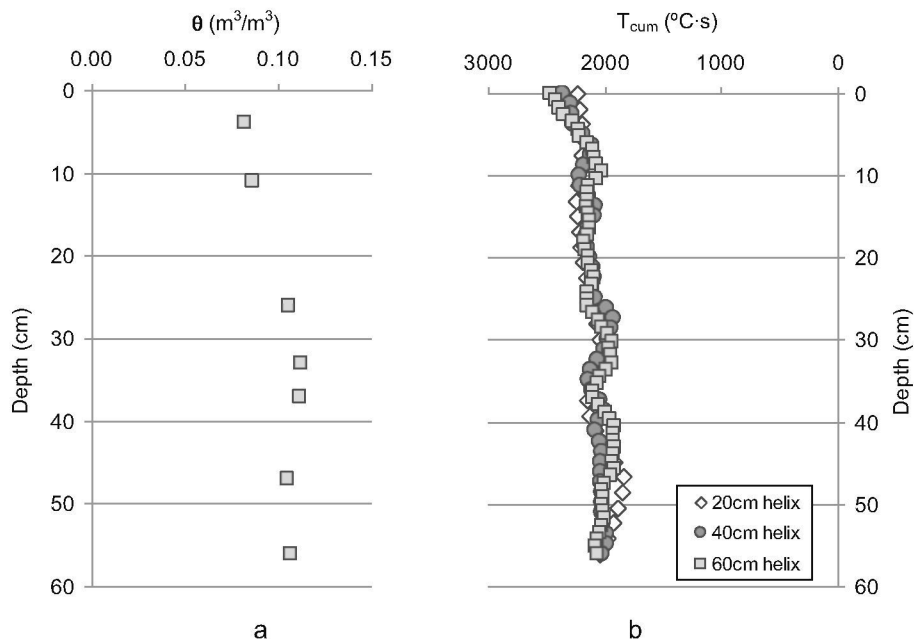 θ (m³/m³)
0.00 0.05 0.10 0.15
0
10
20
30
40
50
60
Depth (cm)
a
Tcum (ºC·s)
3000 2000 1000 0
0
10
20
30
40
50
60
Depth (cm)
20cm helix
40cm helix
60cm helix
b